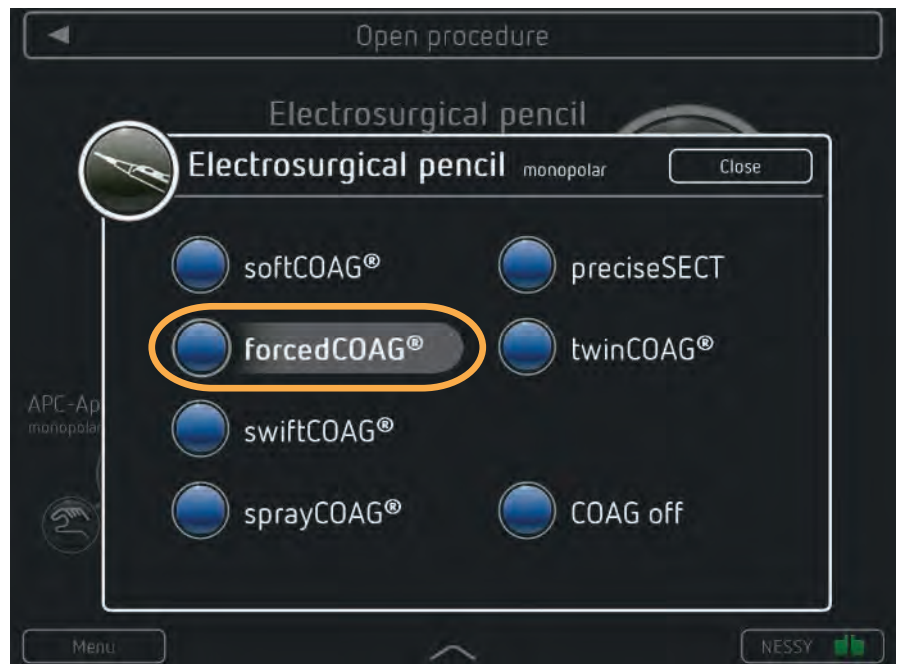 Open procedure
Electrosurgical pencil
Electrosurgical pencil monopolar Close
softCOAG® preciseSECT
forcedCOAG® twinCOAG®
APC-Ap
monopolar
swiftCOAG®
sprayCOAG® COAG off
Menu NESSY